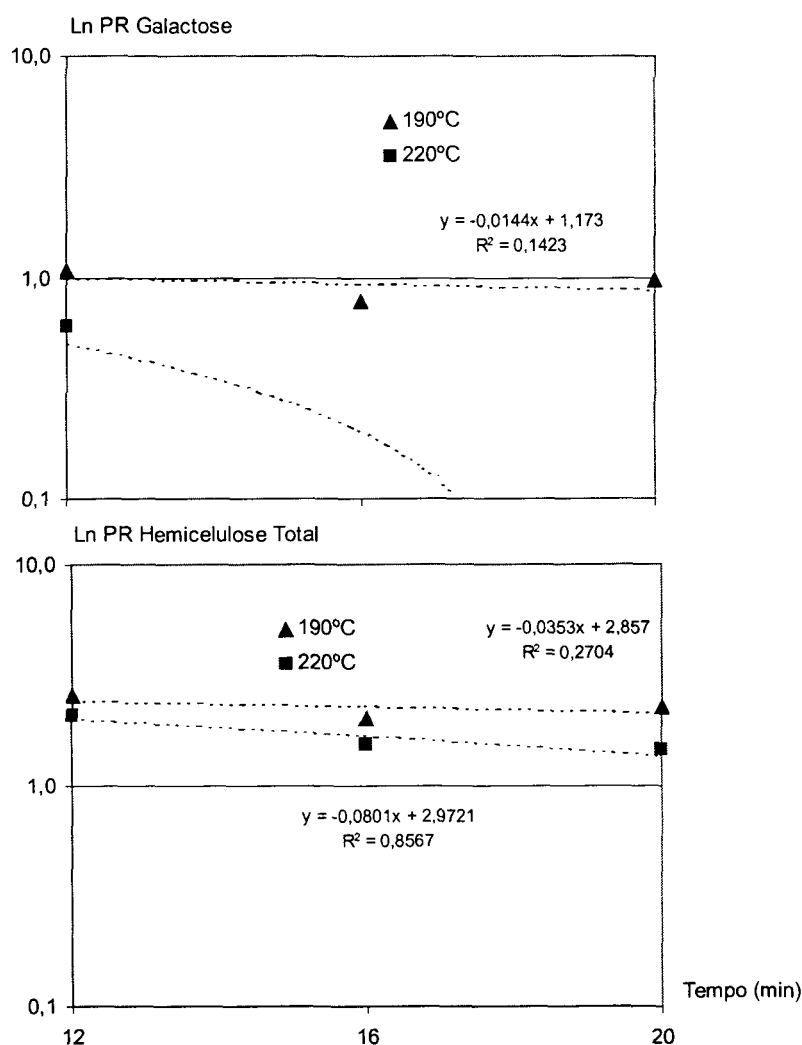 Ln PR Galactose
10,0
190ºC
220ºC
y = -0,0144x + 1,173
R² = 0,1423
1,0
0,1
Ln PR Hemicelulose Total
10,0
190ºC
220ºC
y = -0,0353x + 2,857
R² = 0,2704
1,0
y = -0,0801x + 2,9721
R² = 0,8567
0,1
Tempo (min)
12 16 20